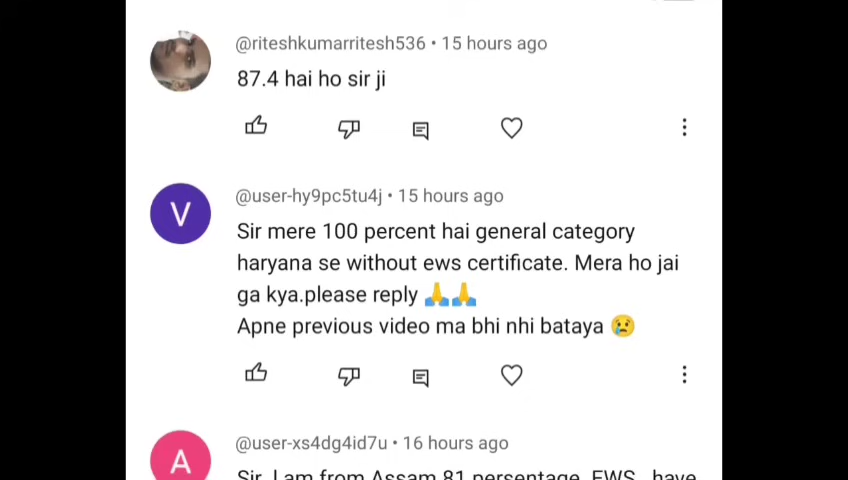 @riteshkumarritesh536 • 15 hours ago
87.4 hai ho sir ji
@user-hy9pc5tu4j • 15 hours ago
V
Sir mere 100 percent hai general category
haryana se without ews certificate. Mera ho jai
ga kya.please reply 🙏🙏
Apne previous video ma bhi nhi bataya 😢
@user-xs4dg4id7u • 16 hours ago
A
Sir, I am from Assam 81 persentage, EWS, have